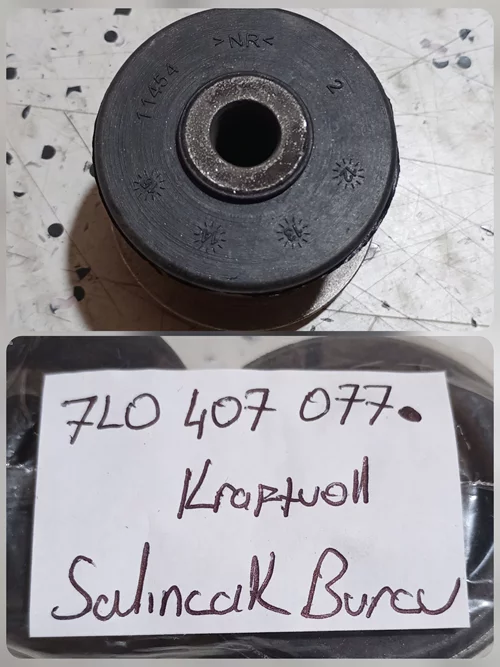 >NR<
11454
2
7L0 407 077.
Kraftvoll
Salıncak Burcu